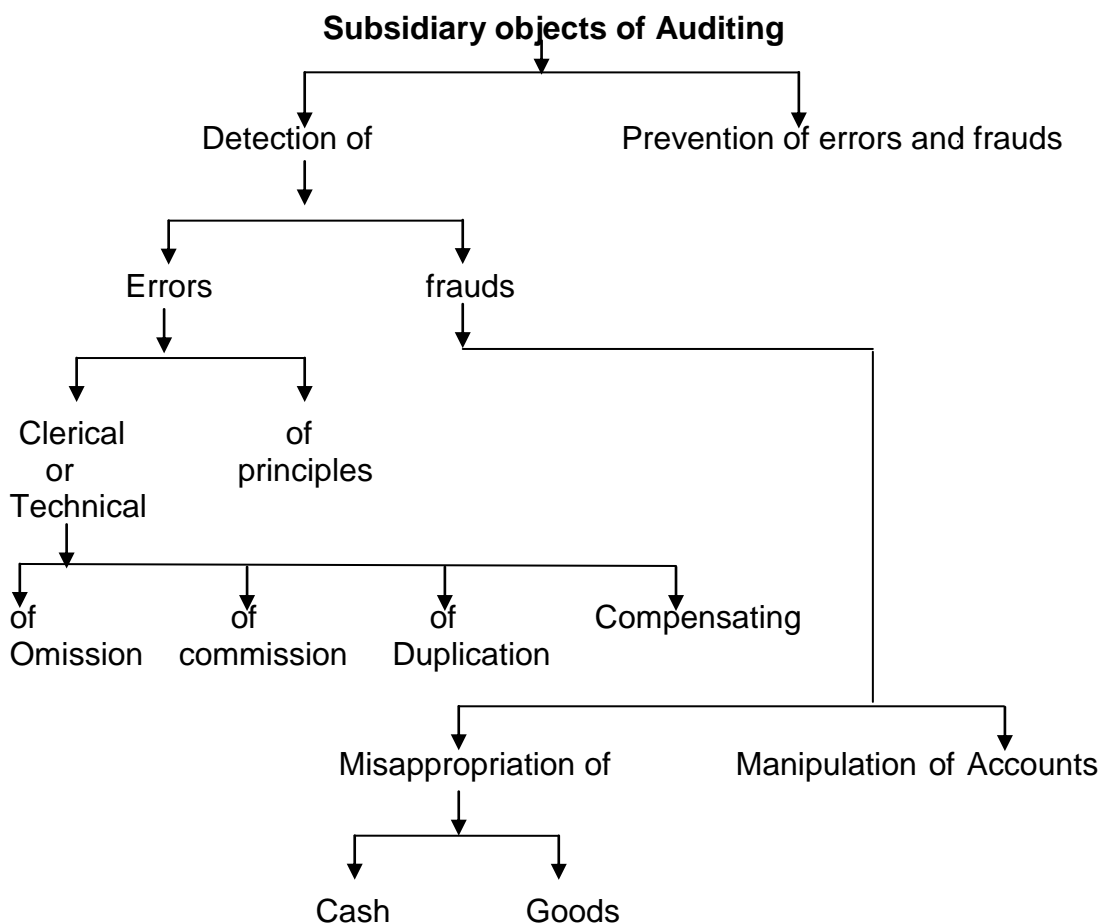 Subsidiary objects of Auditing
Detection of
Prevention of errors and frauds
Errors
frauds
Clerical
or
Technical
of
principles
of
Omission
of
commission
of
Duplication
Compensating
Misappropriation of
Manipulation of Accounts
Cash
Goods